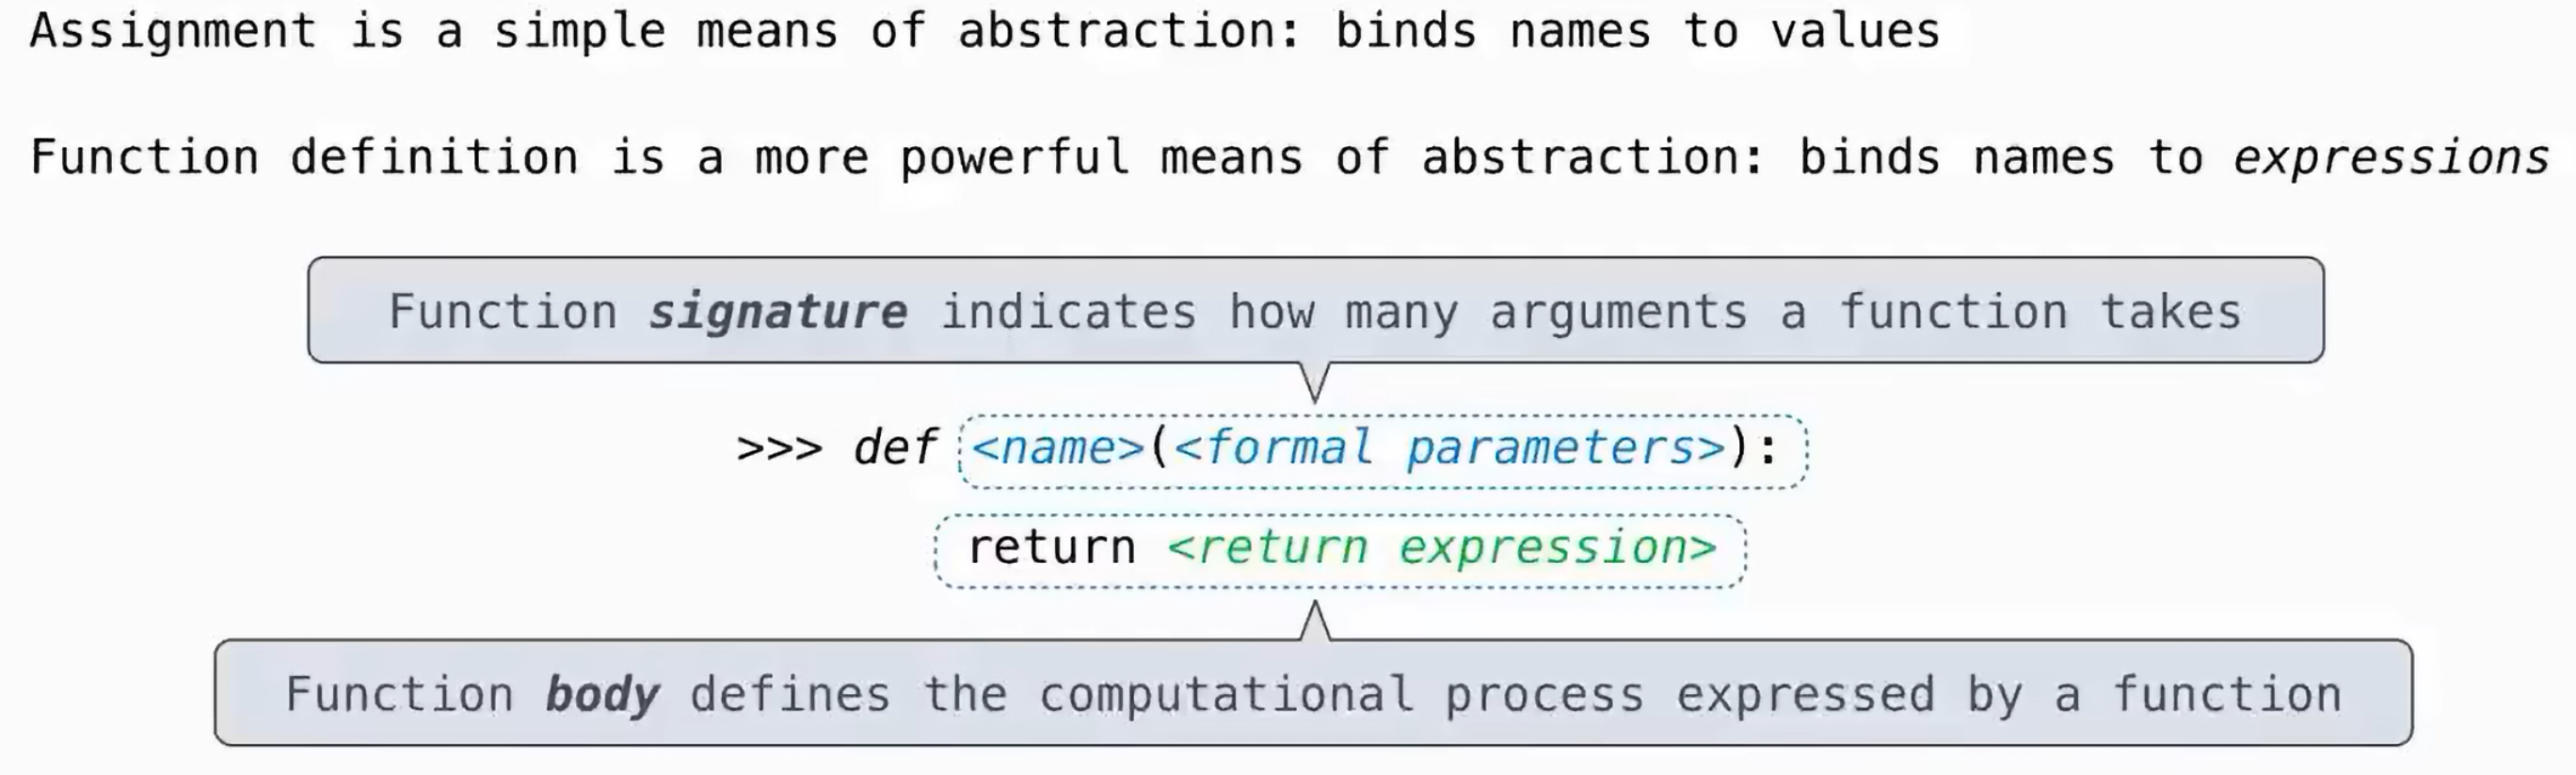 Assignment is a simple means of abstraction: binds names to values
Function definition is a more powerful means of abstraction: binds names to expressions
Function signature indicates how many arguments a function takes
>>> def <name>(<formal parameters>):
return <return expression>
Function body defines the computational process expressed by a function